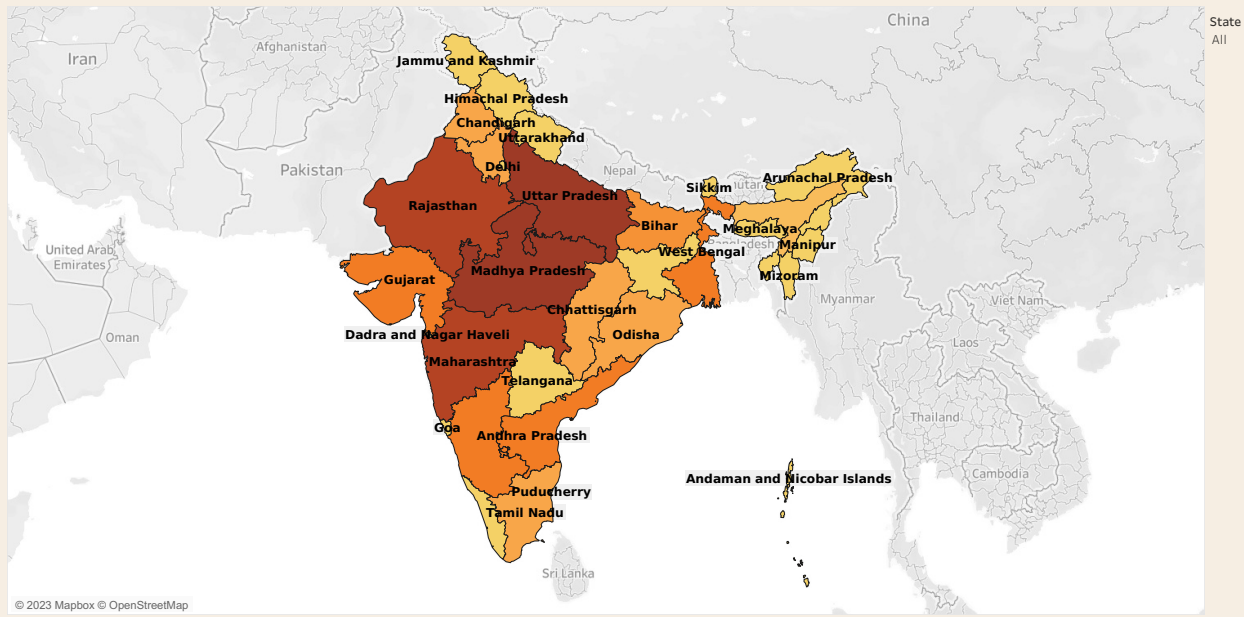 China
State
All
Afghanistan
Iran
Jammu and Kashmir
Himachal Pradesh
Chandigarh
Uttarakhand
Pakistan
Delhi
Nepal
Arunachal Pradesh
Sikkim
Uttar Pradesh
Rajasthan
Bihar
Meghalaya
Bangladesh
Manipur
United Arab
Emirates
West Bengal
Madhya Pradesh
Mizoram
Gujarat
Myanmar
Viet Nam
Chhattisgarh
Oman
Dadra and Nagar Haveli
Odisha
Laos
Maharashtra
Telangana
Thailand
Goa
Andhra Pradesh
Cambodia
Andaman and Nicobar Islands
Puducherry
Tamil Nadu
Sri Lanka
© 2023 Mapbox © OpenStreetMap